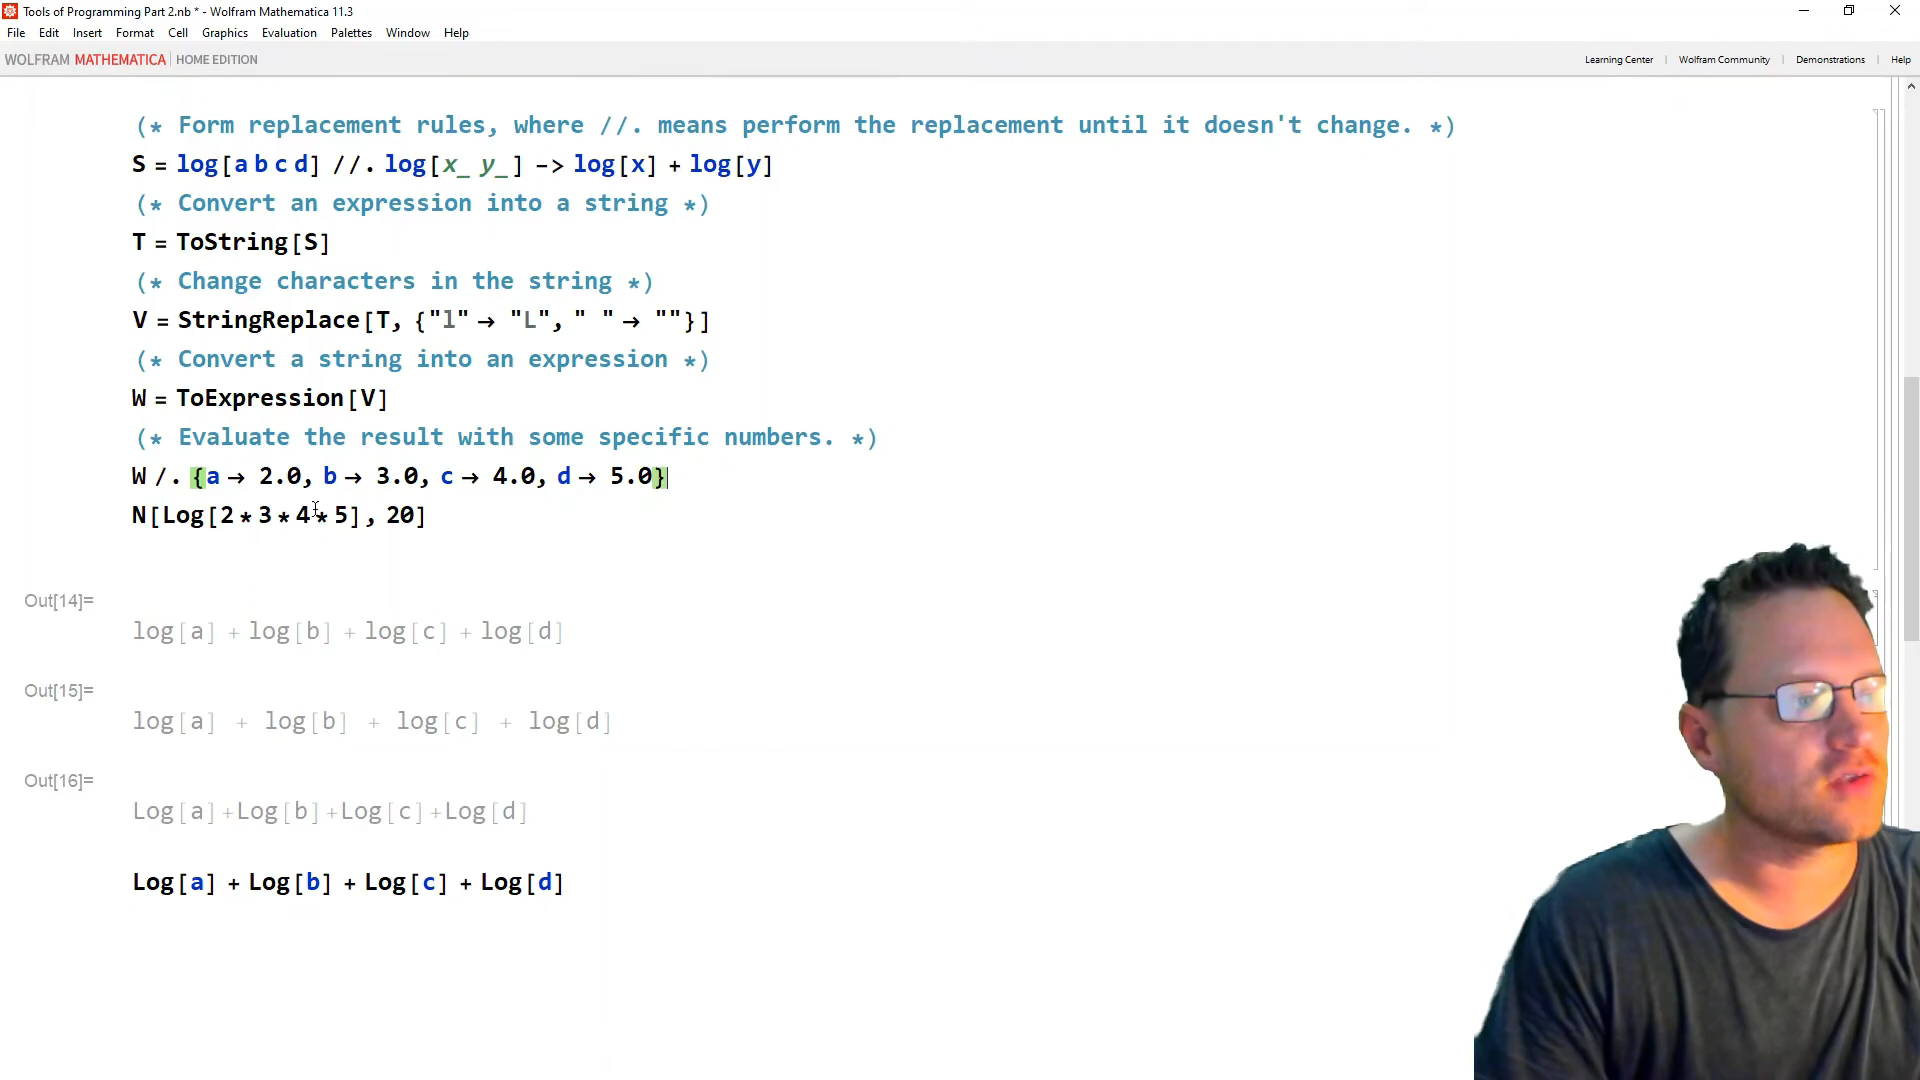 Tools of Programming Part 2.nb * - Wolfram Mathematica 11.3
File Edit Insert Format Cell Graphics Evaluation Palettes Window Help
WOLFRAM MATHEMATICA | HOME EDITION
Learning Center | Wolfram Community | Demonstrations | Help
(* Form replacement rules, where //. means perform the replacement until it doesn't change. *)
S = log[a b c d] //. log[x_ y_] -> log[x] + log[y]
(* Convert an expression into a string *)
T = ToString[S]
(* Change characters in the string *)
V = StringReplace[T, {"l" → "L", " " → ""}]
(* Convert a string into an expression *)
W = ToExpression[V]
(* Evaluate the result with some specific numbers. *)
W /. {a → 2.0, b → 3.0, c → 4.0, d → 5.0}
N[Log[2*3*4*5], 20]
Out[14]=
log[a] + log[b] + log[c] + log[d]
Out[15]=
log[a] + log[b] + log[c] + log[d]
Out[16]=
Log[a]+Log[b]+Log[c]+Log[d]
Log[a] + Log[b] + Log[c] + Log[d]